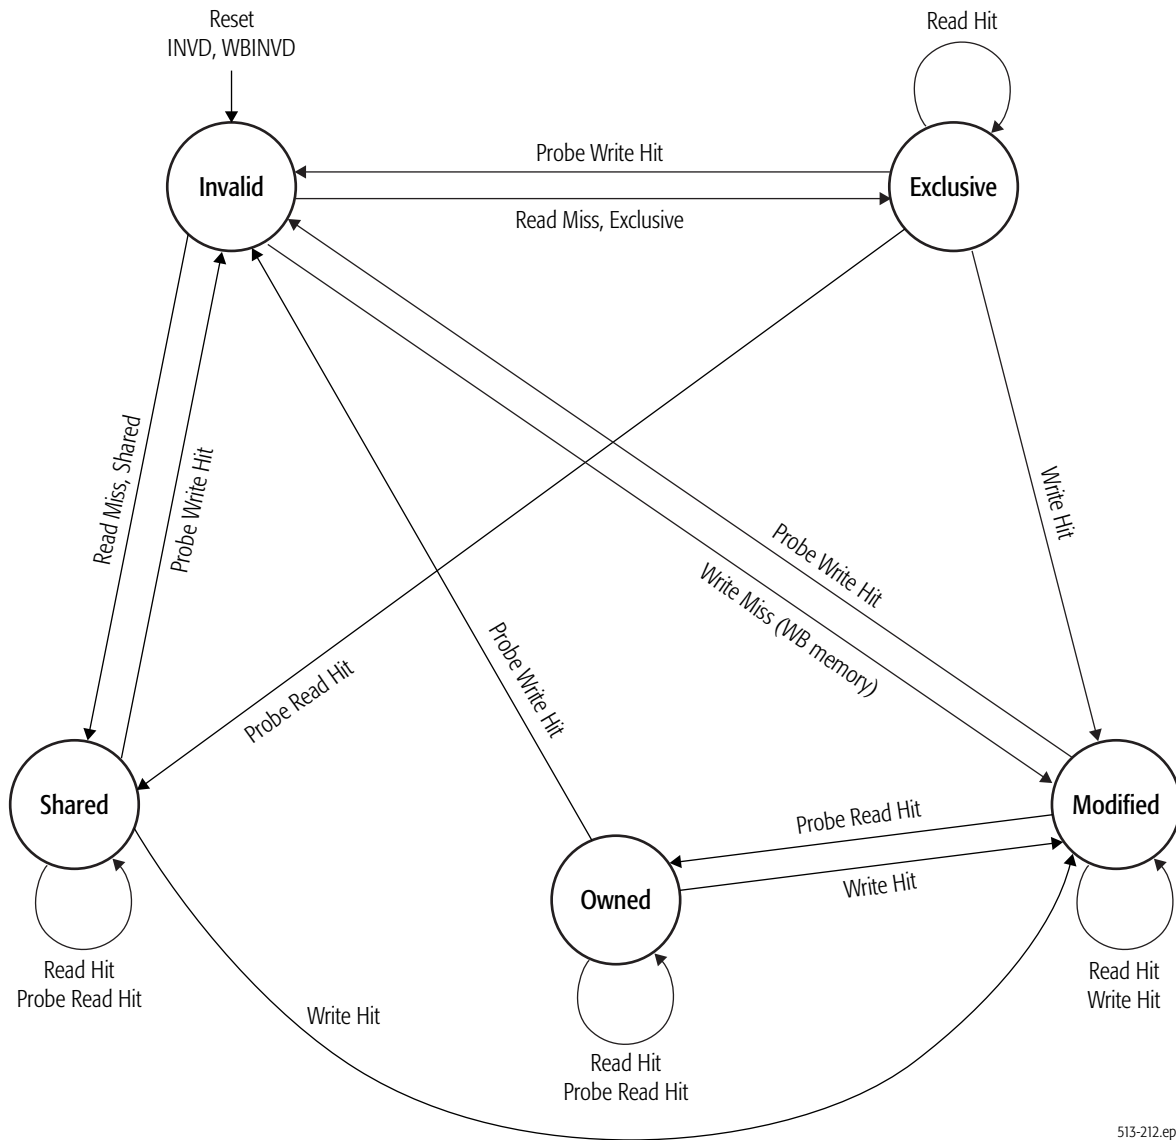 Reset
INVD, WBINVD
Read Hit
Invalid
Probe Write Hit
Exclusive
Read Miss, Exclusive
Read Miss, Shared
Probe Write Hit
Probe Read Hit
Probe Write Hit
Write Miss (WB memory)
Probe Write Hit
Write Hit
Shared
Read Hit
Probe Read Hit
Write Hit
Owned
Read Hit
Probe Read Hit
Probe Read Hit
Write Hit
Modified
Read Hit
Write Hit
513-212.ep